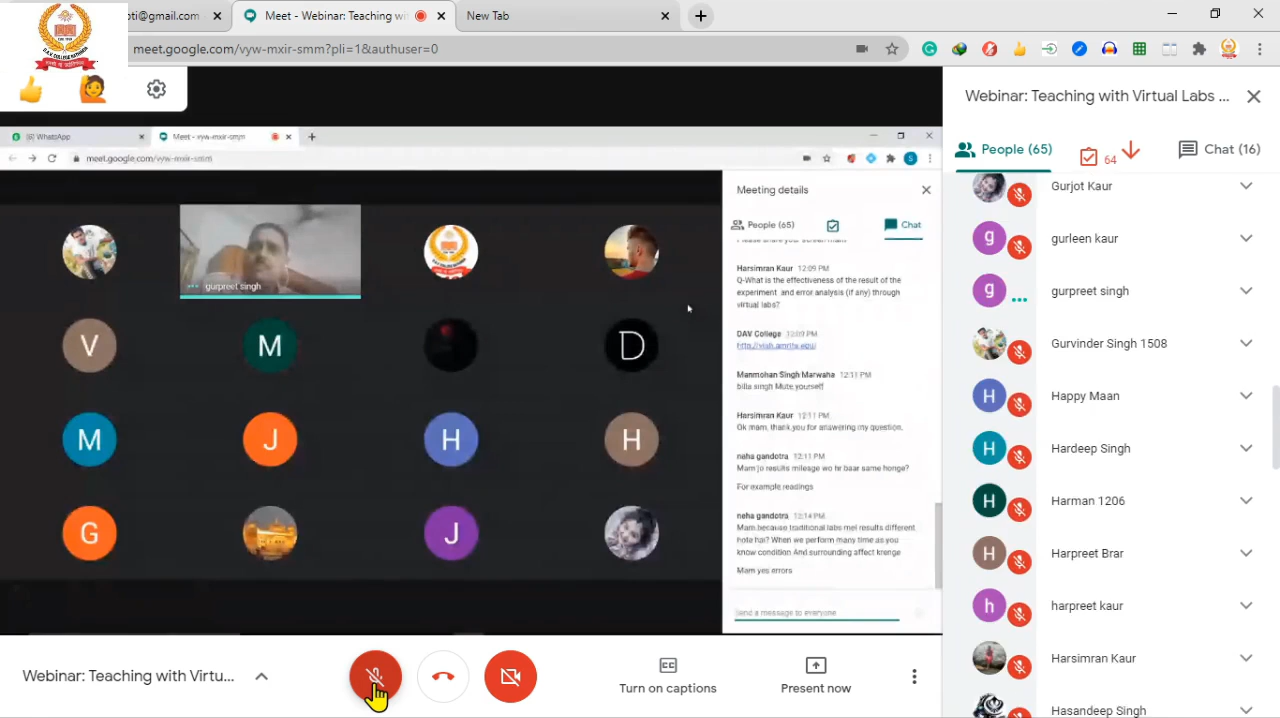 oti@gmail.com
Meet - Webinar: Teaching wit
New Tab
meet.google.com/vyw-mxir-smm?pli=1&authuser=0
Webinar: Teaching with Virtual Labs ...
People (65)
64
Chat (16)
(3) WhatsApp
Meet - vyw-mxir-smm
meet.google.com/vyw-mxir-smm
S
Meeting details
People (65)
Chat
Please share your screen mam
Harsimran Kaur 12:09 PM
Q-What is the effectiveness of the result of the
experiment and error analysis (if any) through
virtual labs?
DAV College 12:09 PM
Manmohan Singh Marwaha 12:11 PM
billa singh Mute yourself
Harsimran Kaur 12:11 PM
Ok mam, thank you for answering my question.
neha gandotra 12:11 PM
Mam jo results mileage wo hr baar same honge?
For example readings
neha gandotra 12:14 PM
Mam because traditional labs mei results different
hote hai? When we perform many time as you
know condition And surrounding affect krenge
Mam yes errors
Send a message to everyone
gurpreet singh
V
M
D
M
J
H
H
G
J
Gurjot Kaur
g
gurleen kaur
g
gurpreet singh
Gurvinder Singh 1508
H
Happy Maan
H
Hardeep Singh
H
Harman 1206
H
Harpreet Brar
h
harpreet kaur
Harsimran Kaur
Hasandeep Singh
Webinar: Teaching with Virtu...
Turn on captions
Present now